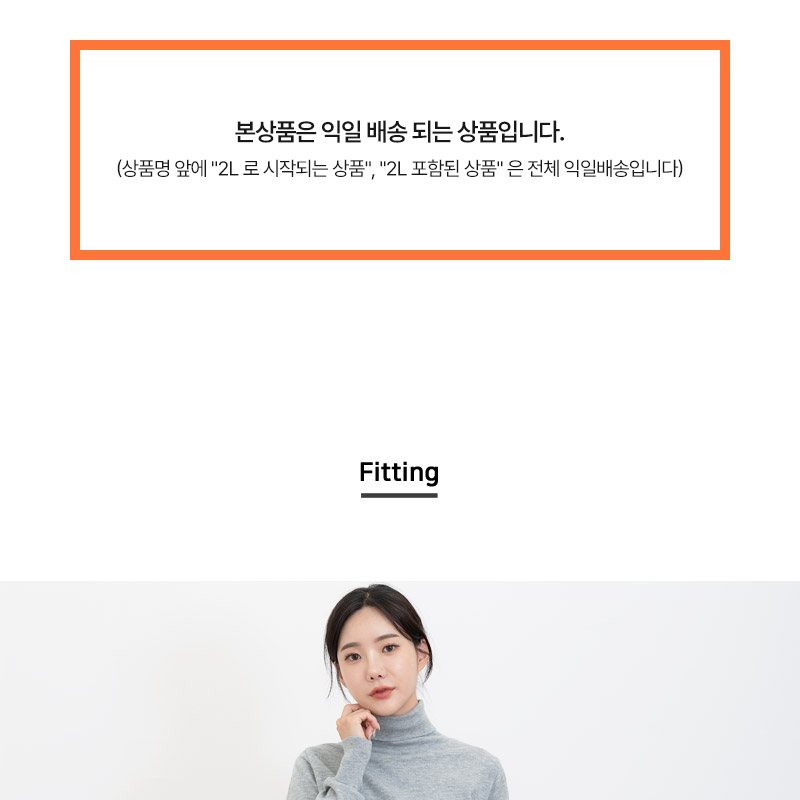 본상품은 익일 배송 되는 상품입니다.
(상품명 앞에 "2L 로 시작되는 상품", "2L 포함된 상품" 은 전체 익일배송입니다)
Fitting